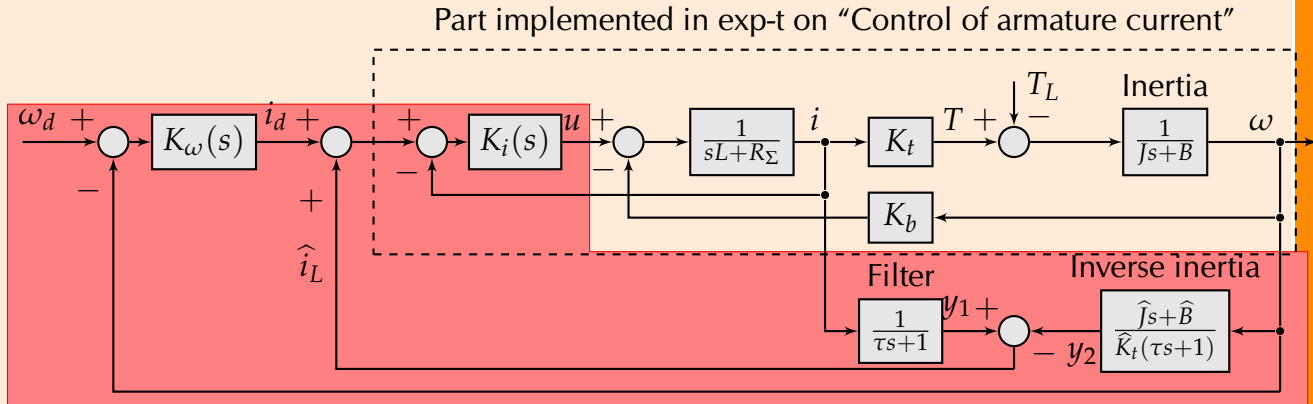 Part implemented in exp-t on “Control of armature current”
T_L Inertia
ω_d + K_ω(s) i_d + + K_i(s) u + 1/(sL+R_Σ) i K_t T + − 1/(Js+B) ω
− − −
+ K_b
î_L Filter Inverse inertia
1/(τs+1) y_1 + (Ĵs+B̂)/(K̂_t(τs+1))
− y_2